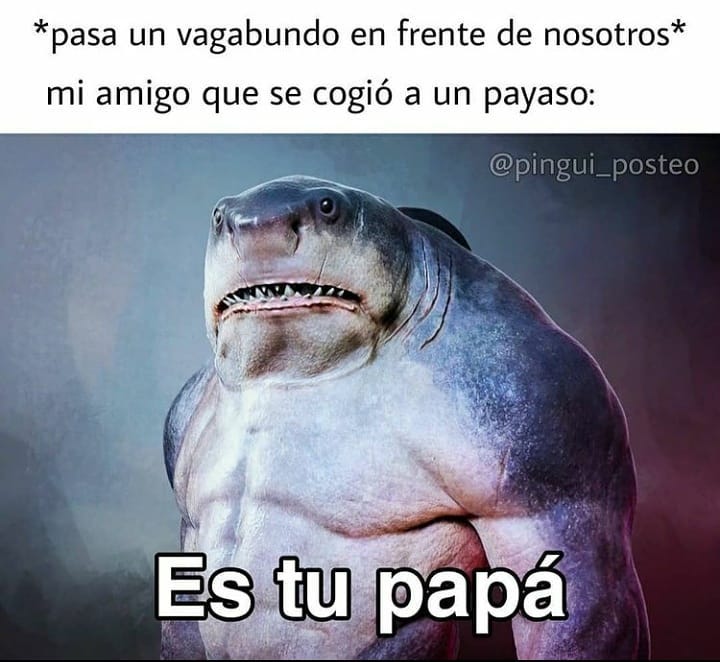 *pasa un vagabundo en frente de nosotros*
mi amigo que se cogió a un payaso:
@pingui_posteo
Es tu papá